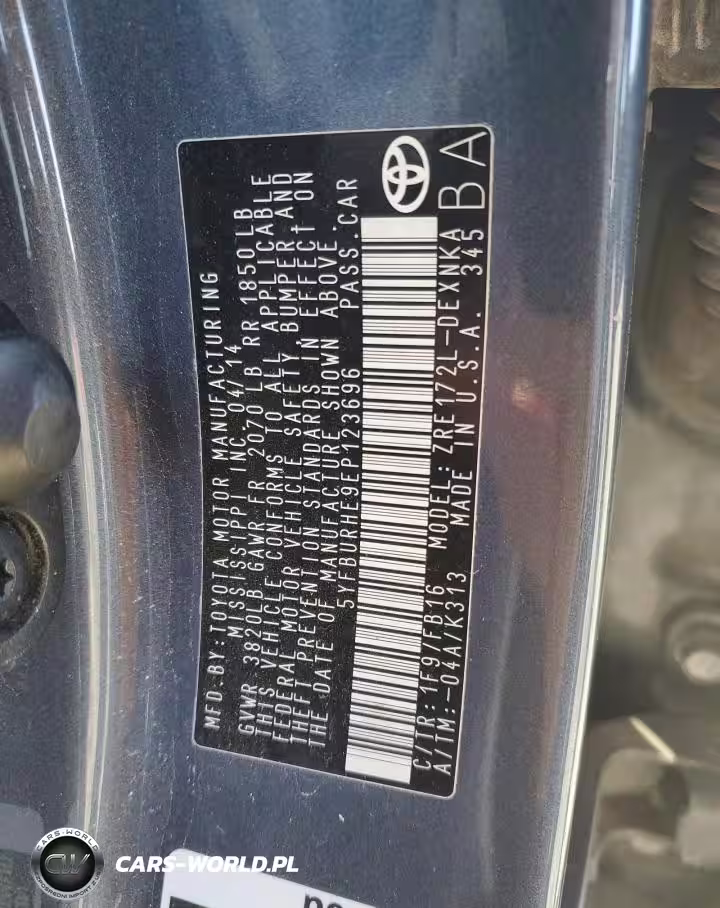 MFD BY: TOYOTA MOTOR MANUFACTURING
MISSISSIPPI INC. 04/14
GVWR 3820LB GAWR FR 2070 LB RR 1850 LB
THIS VEHICLE CONFORMS TO ALL APPLICABLE
FEDERAL MOTOR VEHICLE SAFETY BUMPER AND
THEFT PREVENTION STANDARDS IN EFFECT ON
THE DATE OF MANUFACTURE SHOWN ABOVE.
5YFBURHE9EP123696 PASS.CAR
C/TR: 1F9/FB16 MODEL: ZRE172L-DEXNKA
A/TM:-04A/K313 MADE IN U.S.A. 345
BA
CARS-WORLD
CW
CARS-WORLD.PL